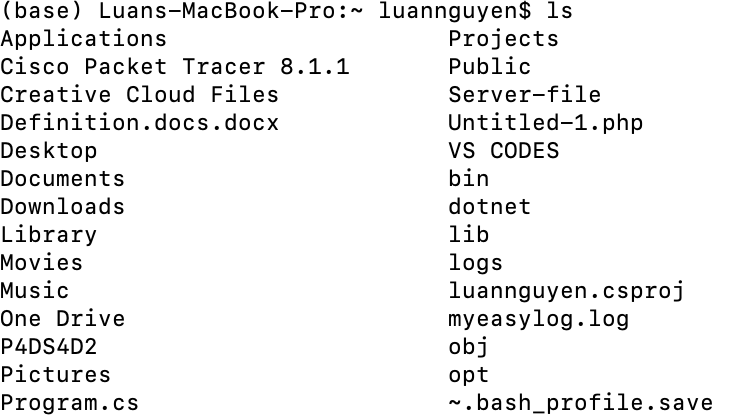 (base) Luans-MacBook-Pro:~ luannguyen$ ls
Applications Projects
Cisco Packet Tracer 8.1.1 Public
Creative Cloud Files Server-file
Definition.docs.docx Untitled-1.php
Desktop VS CODES
Documents bin
Downloads dotnet
Library lib
Movies logs
Music luannguyen.csproj
One Drive myeasylog.log
P4DS4D2 obj
Pictures opt
Program.cs ~.bash_profile.save